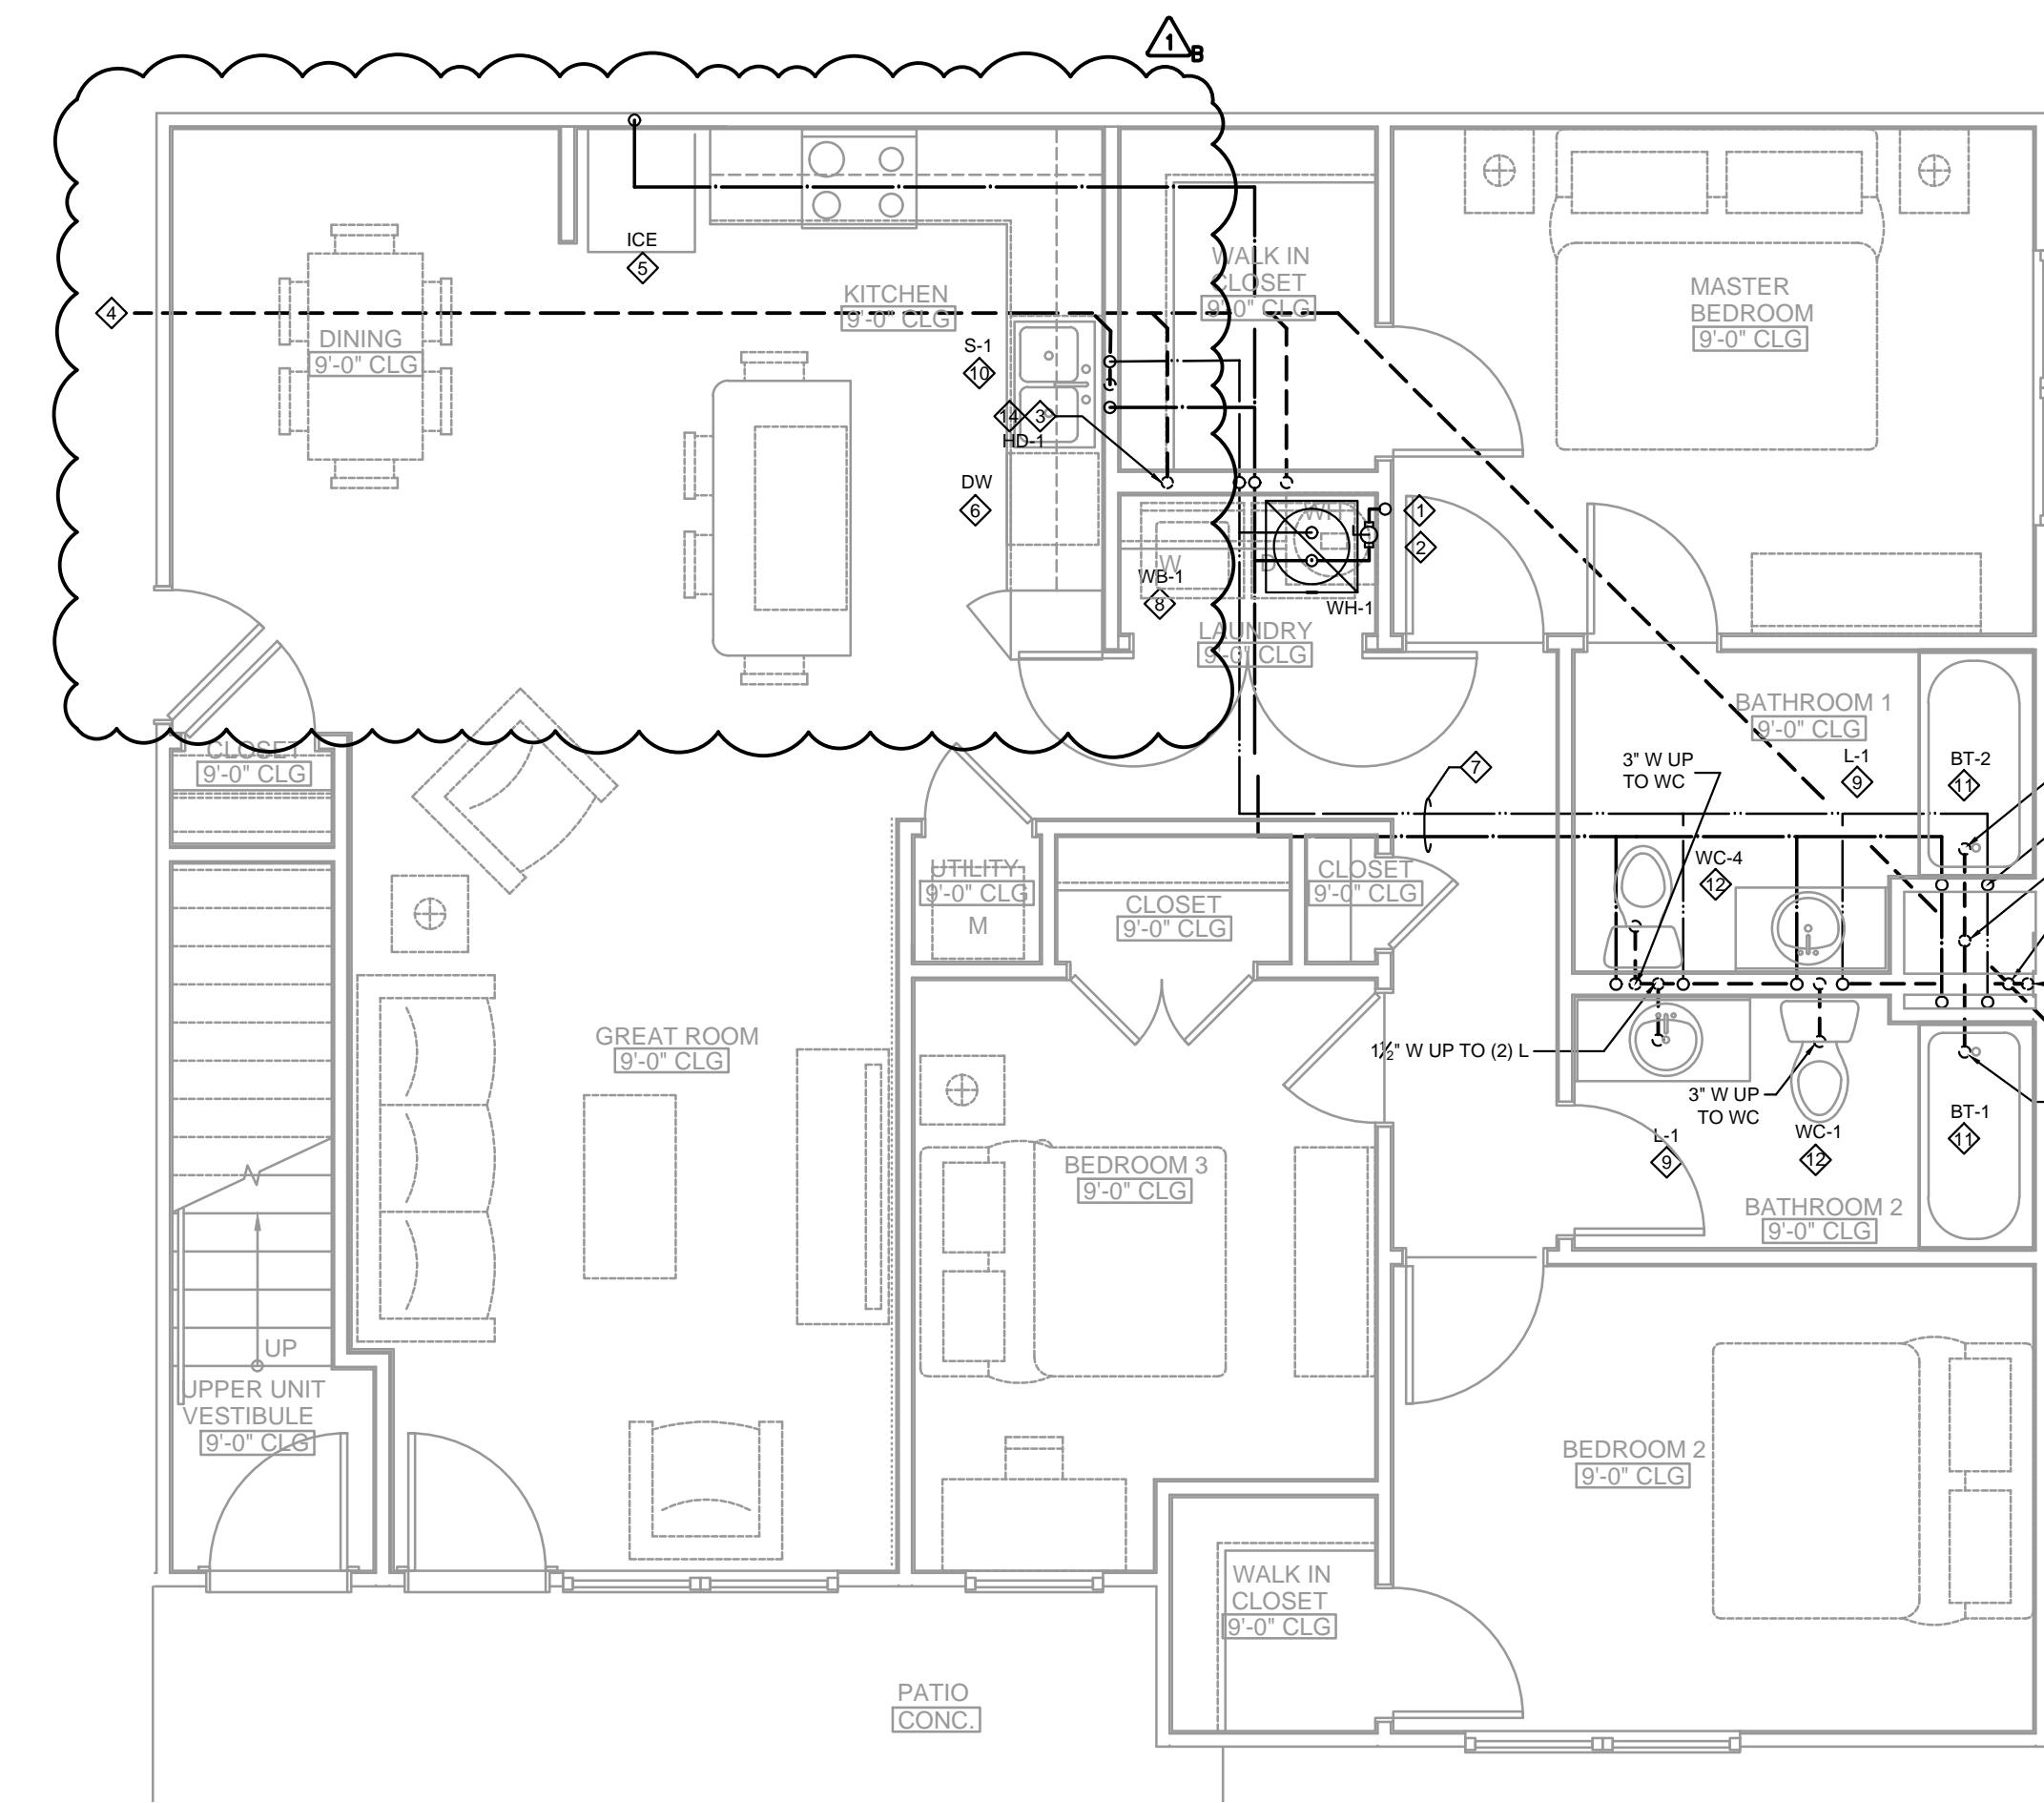 1
B
ICE
5
WALK IN
CLOSET
9'-0" CLG
MASTER
BEDROOM
9'-0" CLG
KITCHEN
9'-0" CLG
4
DINING
9'-0" CLG
S-1
10
14
3
HD-1
DW
6
WH
1
2
W
D
WB-1
8
WH-1
LAUNDRY
9'-0" CLG
BATHROOM 1
9'-0" CLG
CLOSET
9'-0" CLG
3" W UP
TO WC
7
L-1
9
BT-2
11
UTILITY
9'-0" CLG
M
CLOSET
9'-0" CLG
CLOSET
9'-0" CLG
WC-4
12
GREAT ROOM
9'-0" CLG
1½" W UP TO (2) L
3" W UP
TO WC
L-1
9
WC-1
12
BT-1
11
BEDROOM 3
9'-0" CLG
BATHROOM 2
9'-0" CLG
UP
UPPER UNIT
VESTIBULE
9'-0" CLG
BEDROOM 2
9'-0" CLG
WALK IN
CLOSET
9'-0" CLG
PATIO
CONC.